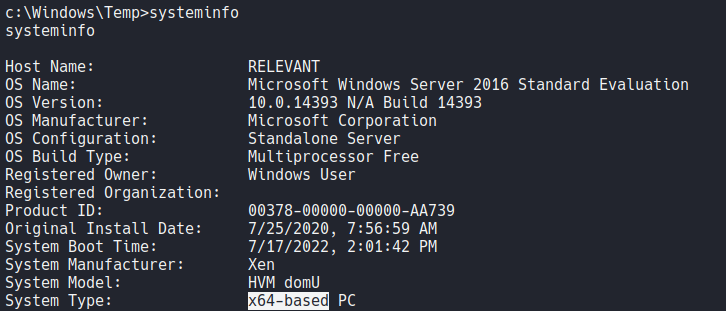 c:\Windows\Temp>systeminfo
systeminfo
Host Name: RELEVANT
OS Name: Microsoft Windows Server 2016 Standard Evaluation
OS Version: 10.0.14393 N/A Build 14393
OS Manufacturer: Microsoft Corporation
OS Configuration: Standalone Server
OS Build Type: Multiprocessor Free
Registered Owner: Windows User
Registered Organization:
Product ID: 00378-00000-00000-AA739
Original Install Date: 7/25/2020, 7:56:59 AM
System Boot Time: 7/17/2022, 2:01:42 PM
System Manufacturer: Xen
System Model: HVM domU
System Type: x64-based PC